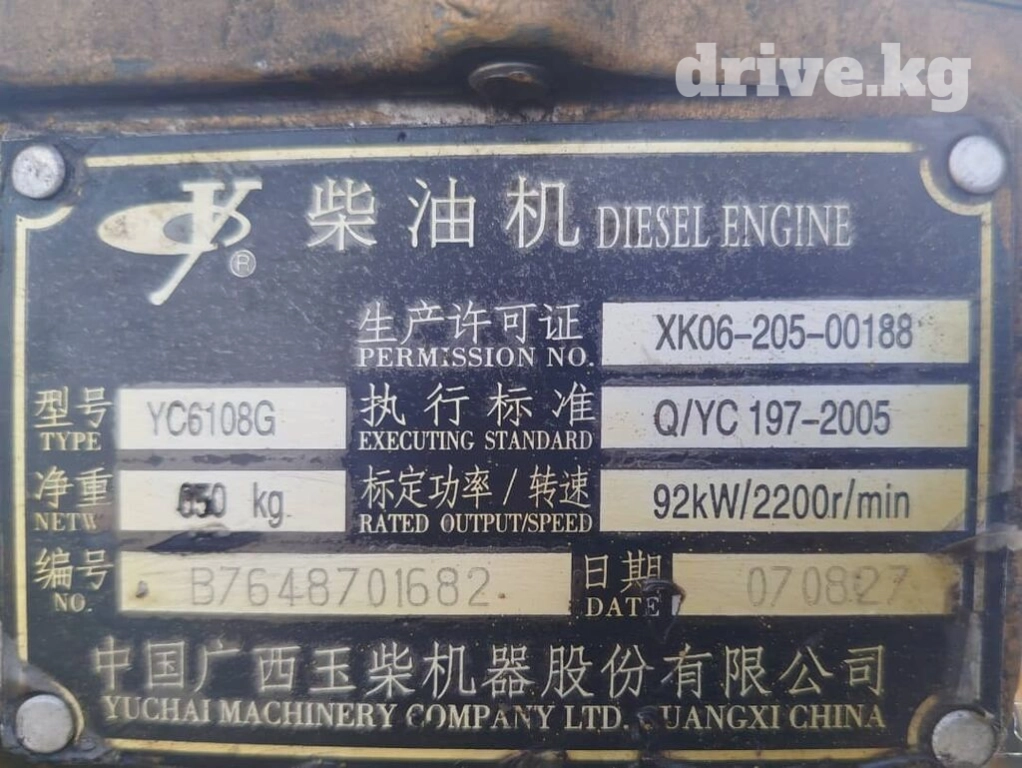 drive.kg
柴油机 DIESEL ENGINE
生产许可证 XK06-205-00188
PERMISSION NO.
型号 YC6108G 执行标准 Q/YC 197-2005
TYPE EXECUTING STANDARD
净重 650 kg 标定功率/转速 92kW/2200r/min
NETW RATED OUTPUT/SPEED
编号 B7648701682 日期 070827
NO. DATE
中国广西玉柴机器股份有限公司
YUCHAI MACHINERY COMPANY LTD. GUANGXI CHINA